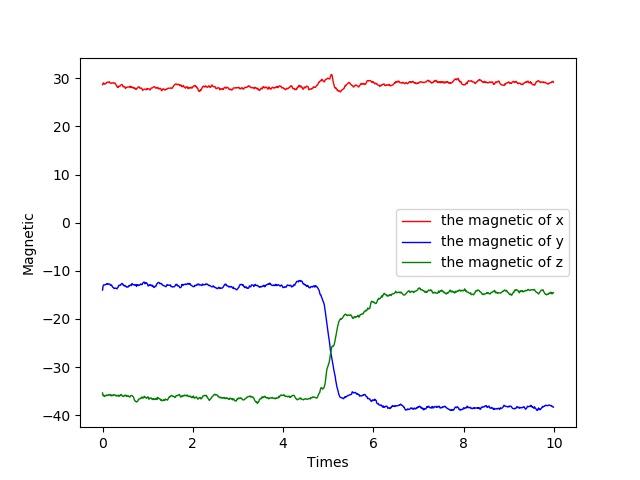 30
20
10
0
−10
−20
−30
−40
Magnetic
the magnetic of x
the magnetic of y
the magnetic of z
0 2 4 6 8 10
Times